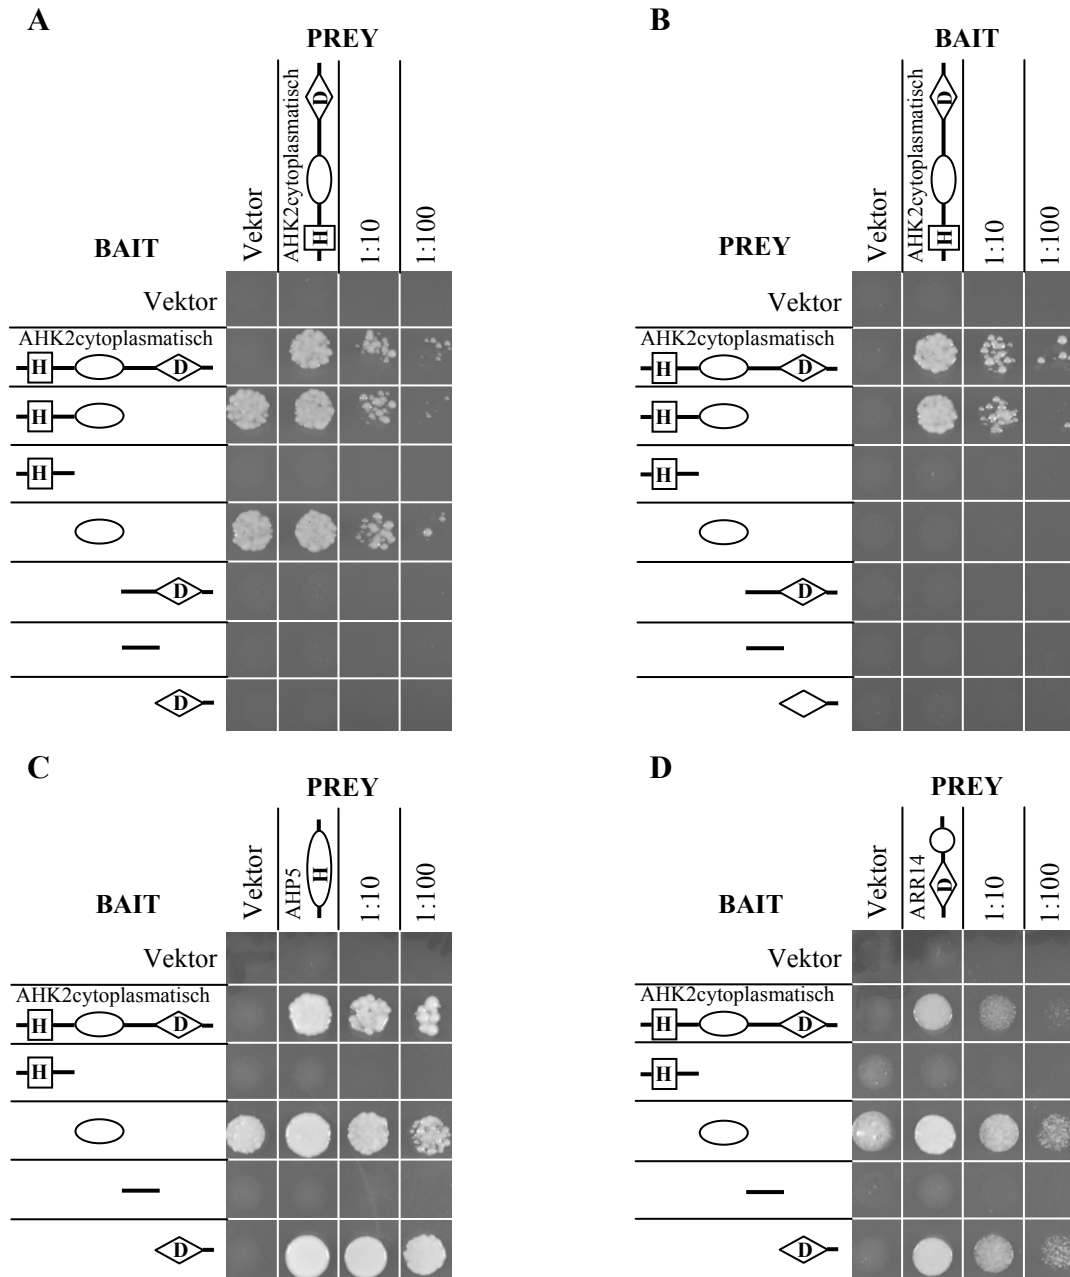 A
PREY
Vektor
AHK2cytoplasmatisch
H
D
1:10
1:100
BAIT
Vektor
AHK2cytoplasmatisch
H D
H
H
D
D
B
BAIT
Vektor
AHK2cytoplasmatisch
H
D
1:10
1:100
PREY
Vektor
AHK2cytoplasmatisch
H D
H
H
D
C
PREY
Vektor
AHP5
H
1:10
1:100
BAIT
Vektor
AHK2cytoplasmatisch
H D
H
D
D
PREY
Vektor
ARR14
D
1:10
1:100
BAIT
Vektor
AHK2cytoplasmatisch
H D
H
D